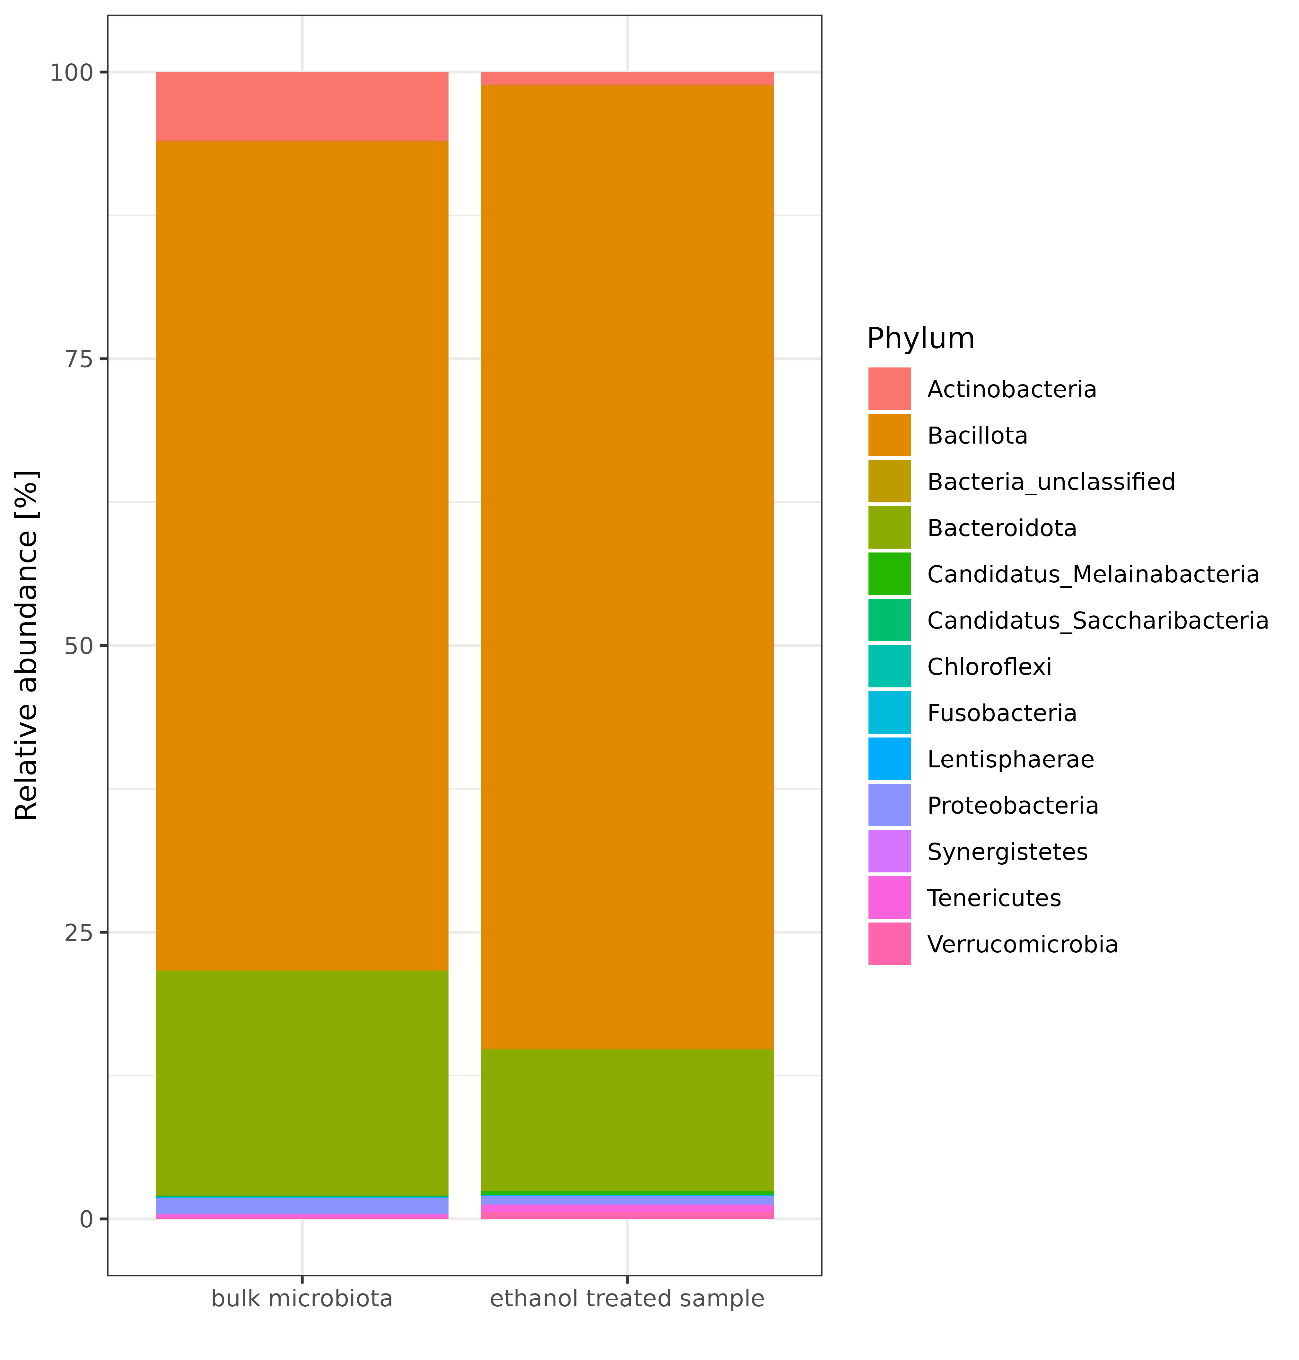 Relative abundance [%]
100
75
50
25
0
bulk microbiota
ethanol treated sample
Phylum
Actinobacteria
Bacillota
Bacteria_unclassified
Bacteroidota
Candidatus_Melainabacteria
Candidatus_Saccharibacteria
Chloroflexi
Fusobacteria
Lentisphaerae
Proteobacteria
Synergistetes
Tenericutes
Verrucomicrobia